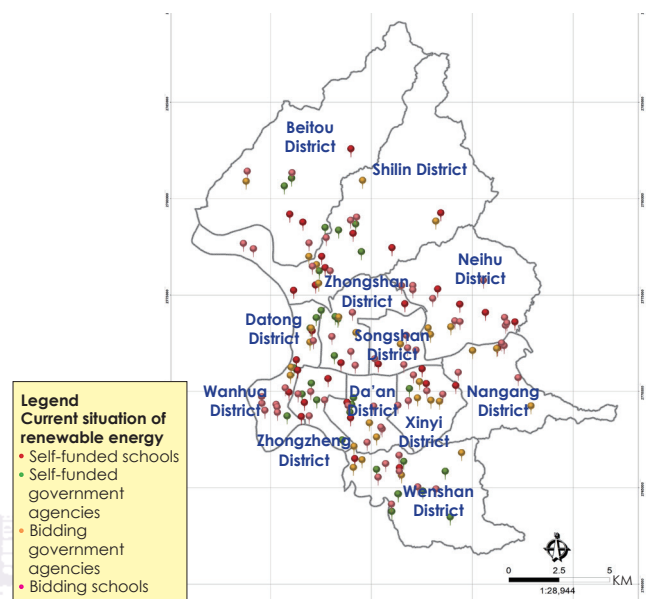 Beitou
District
Shilin District
Neihu
District
Zhongshan
District
Datong
District
Songshan
District
Wanhua
District
Da'an
District
Nangang
District
Xinyi
District
Zhongzheng
District
Wenshan
District
Legend
Current situation of
renewable energy
• Self-funded schools
• Self-funded
government
agencies
• Bidding
government
agencies
• Bidding schools
0 2.5 5 KM
1:28,944